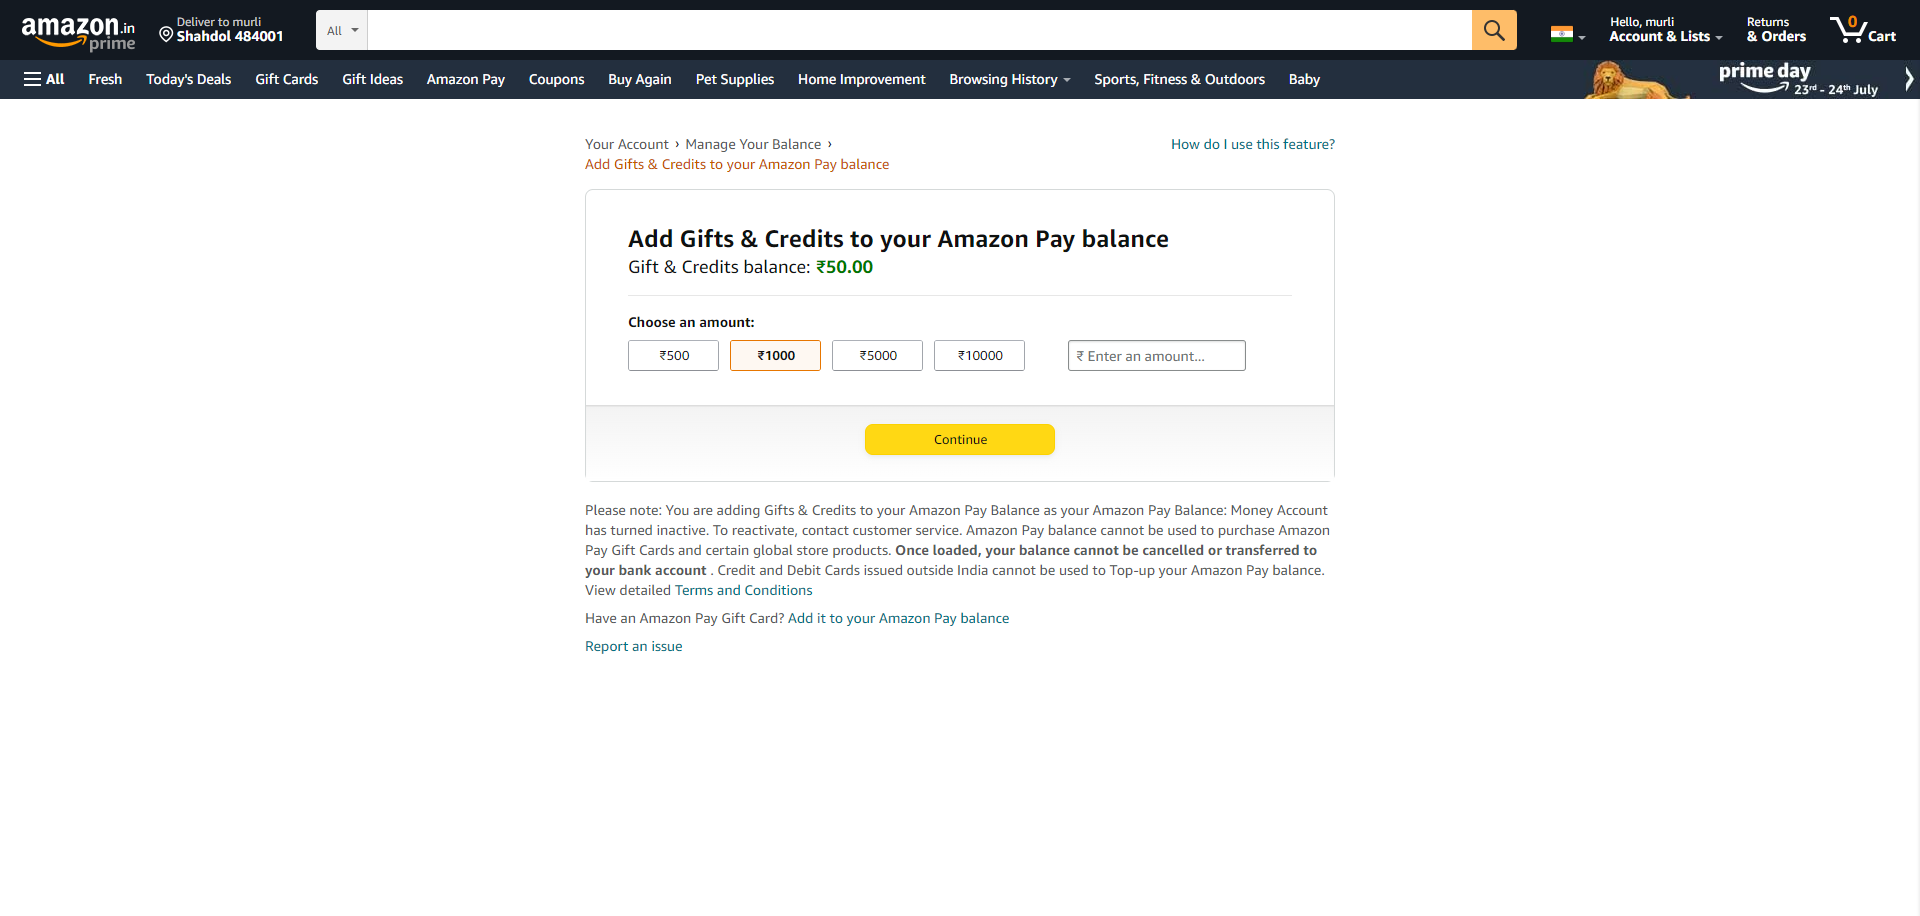 amazon.in
prime
Deliver to murli
Shahdol 484001
All
Hello, murli
Account & Lists
Returns
& Orders
0
Cart
All
Fresh
Today's Deals
Gift Cards
Gift Ideas
Amazon Pay
Coupons
Buy Again
Pet Supplies
Home Improvement
Browsing History
Sports, Fitness & Outdoors
Baby
prime day
23rd - 24th July
Your Account › Manage Your Balance ›
Add Gifts & Credits to your Amazon Pay balance
How do I use this feature?
Add Gifts & Credits to your Amazon Pay balance
Gift & Credits balance: ₹50.00
Choose an amount:
₹500
₹1000
₹5000
₹10000
₹ Enter an amount...
Continue
Please note: You are adding Gifts & Credits to your Amazon Pay Balance as your Amazon Pay Balance: Money Account
has turned inactive. To reactivate, contact customer service. Amazon Pay balance cannot be used to purchase Amazon
Pay Gift Cards and certain global store products. Once loaded, your balance cannot be cancelled or transferred to
your bank account . Credit and Debit Cards issued outside India cannot be used to Top-up your Amazon Pay balance.
View detailed Terms and Conditions
Have an Amazon Pay Gift Card? Add it to your Amazon Pay balance
Report an issue